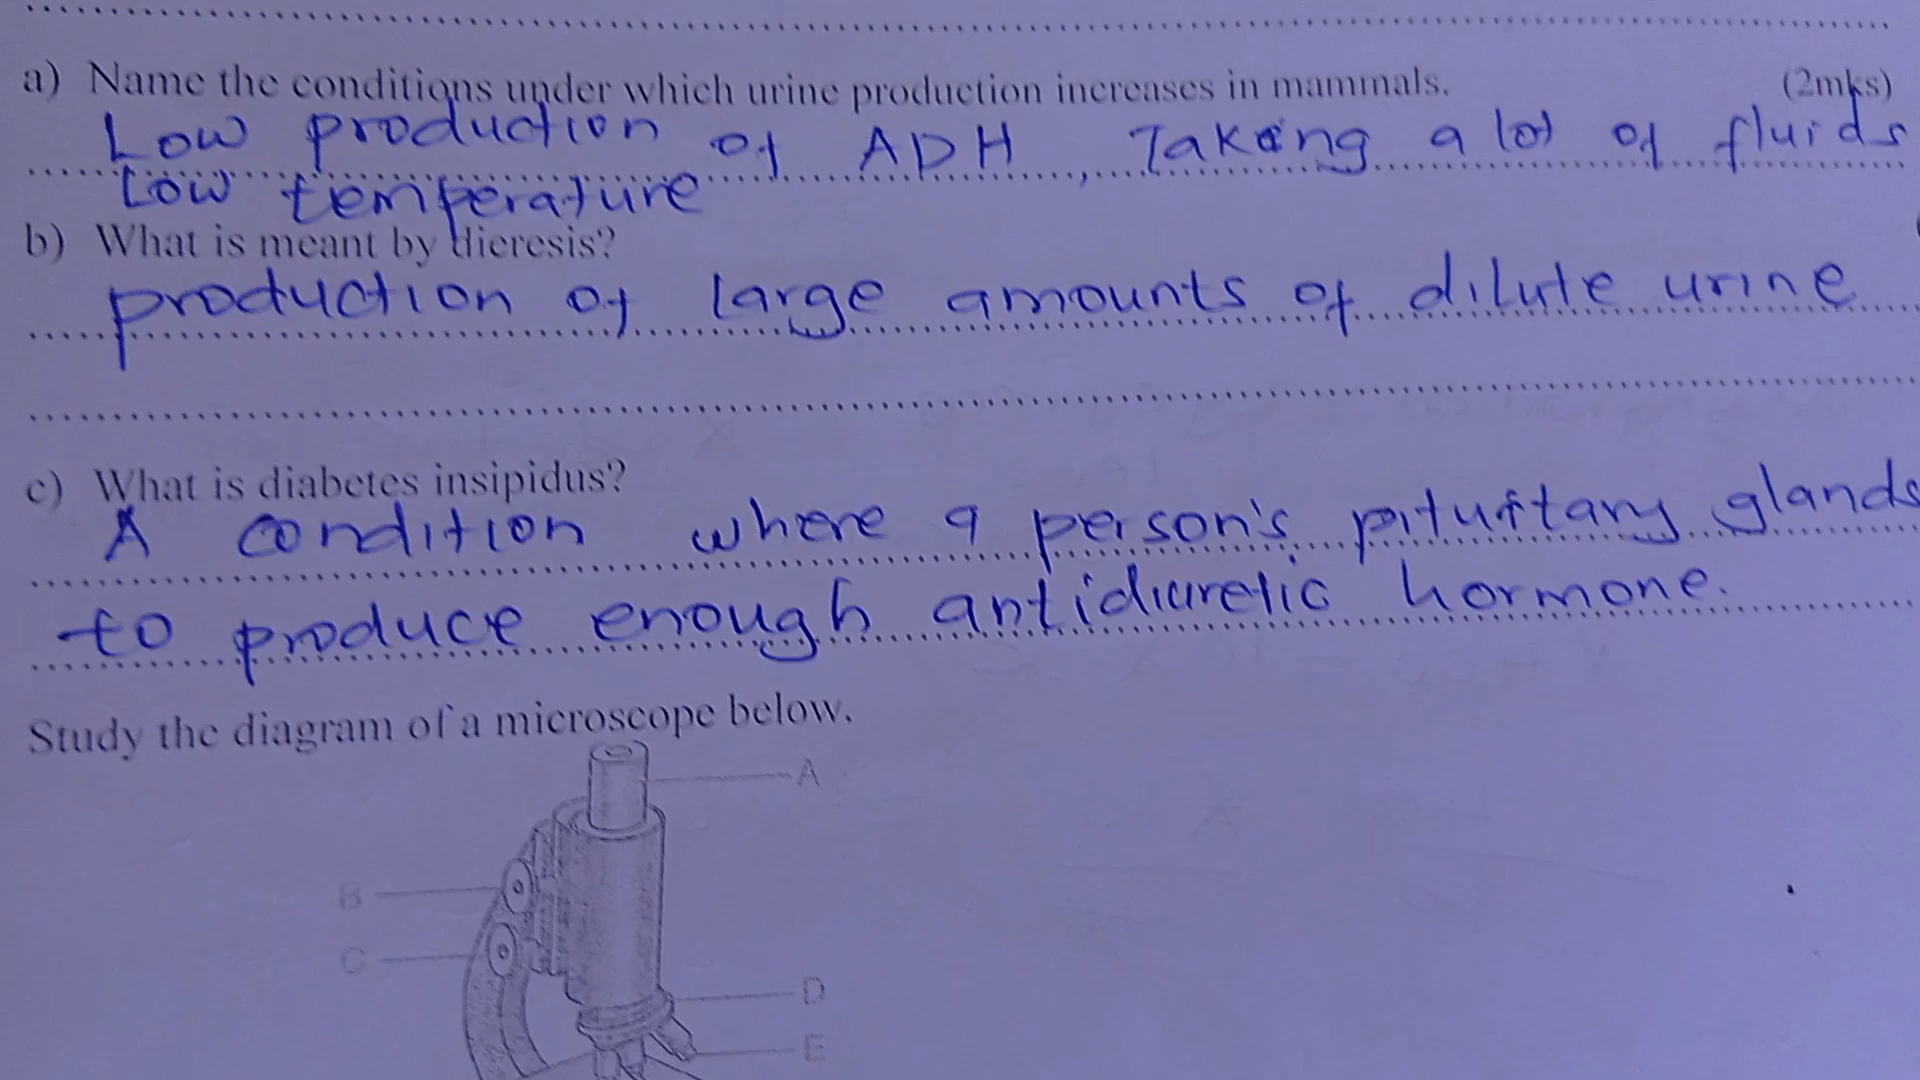 a) Name the conditions under which urine production increases in mammals. (2mks)
Low production of ADH, Taking a lot of fluids
Low temperature
b) What is meant by dieresis?
production of large amounts of dilute urine
c) What is diabetes insipidus?
A condition where a person's pituitary glands
to produce enough antidiuretic hormone.
Study the diagram of a microscope below.
A
B
C
D
E